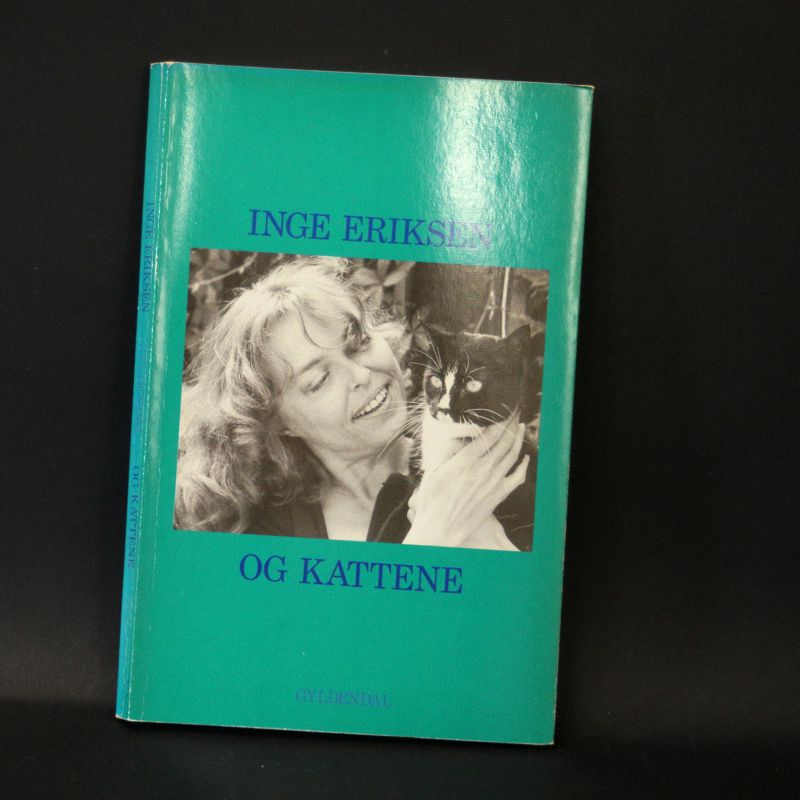 INGE ERIKSEN
OG KATTENE
GYLDENDAL
INGE ERIKSEN
OG KATTENE